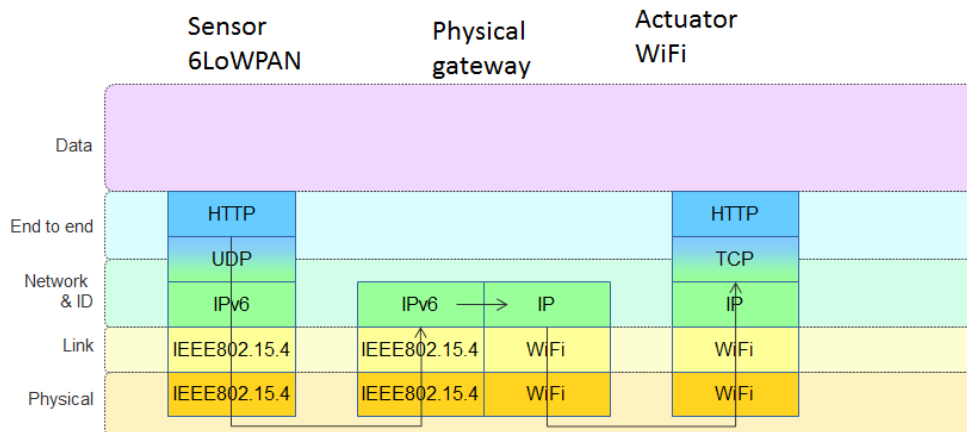 Sensor
6LoWPAN
Physical
gateway
Actuator
WiFi
Data
End to end
HTTP
HTTP
UDP
TCP
Network
& ID
IPv6
IPv6
IP
IP
Link
IEEE802.15.4
IEEE802.15.4
WiFi
WiFi
Physical
IEEE802.15.4
IEEE802.15.4
WiFi
WiFi